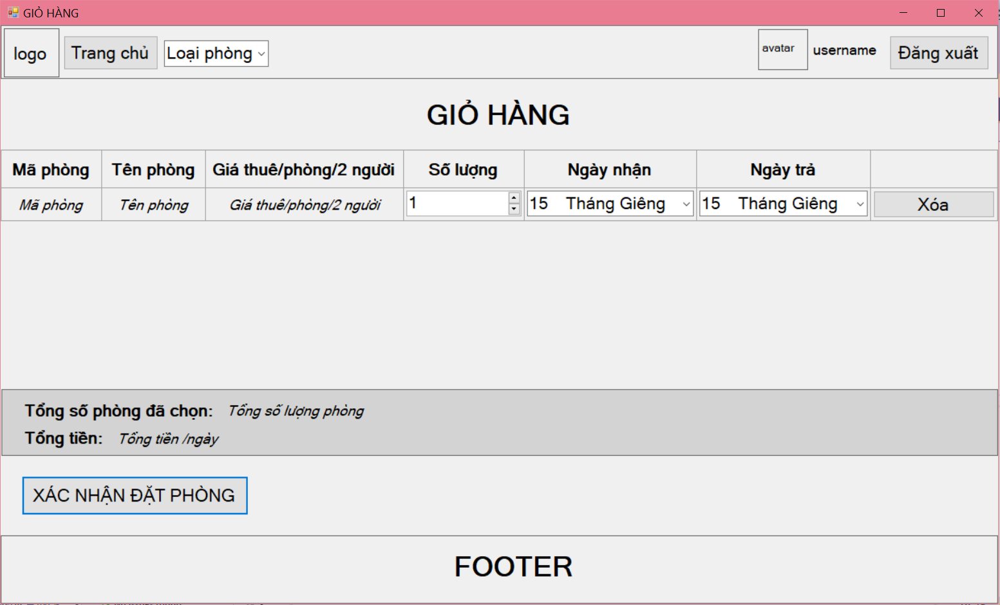 GIỎ HÀNG
logo Trang chủ Loại phòng avatar username Đăng xuất
GIỎ HÀNG
Mã phòng Tên phòng Giá thuê/phòng/2 người Số lượng Ngày nhận Ngày trả
Mã phòng Tên phòng Giá thuê/phòng/2 người 1 15 Tháng Giêng 15 Tháng Giêng Xóa
Tổng số phòng đã chọn: Tổng số lượng phòng
Tổng tiền: Tổng tiền /ngày
XÁC NHẬN ĐẶT PHÒNG
FOOTER